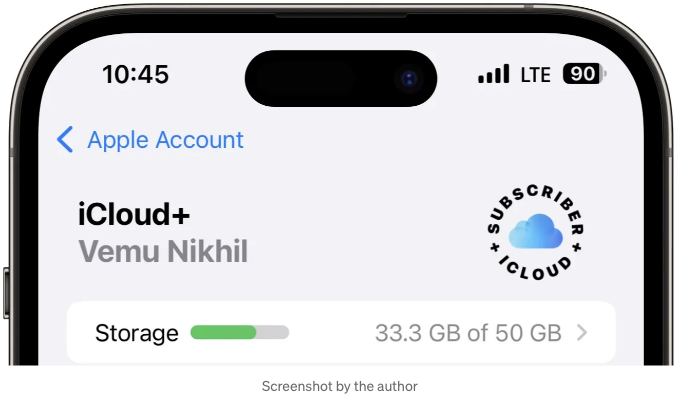 10:45 LTE 90
Apple Account
iCloud+
Vemu Nikhil
SUBSCRIBER + ICLOUD +
Storage 33.3 GB of 50 GB
Screenshot by the author